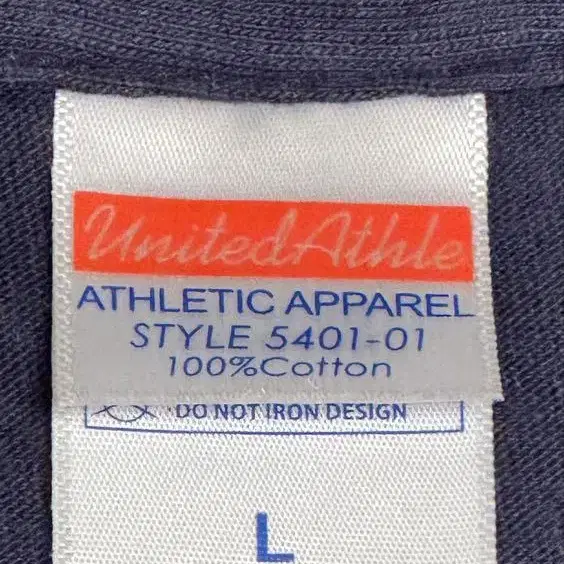 UnitedAthle
ATHLETIC APPAREL
STYLE 5401-01
100%Cotton
DO NOT IRON DESIGN
L